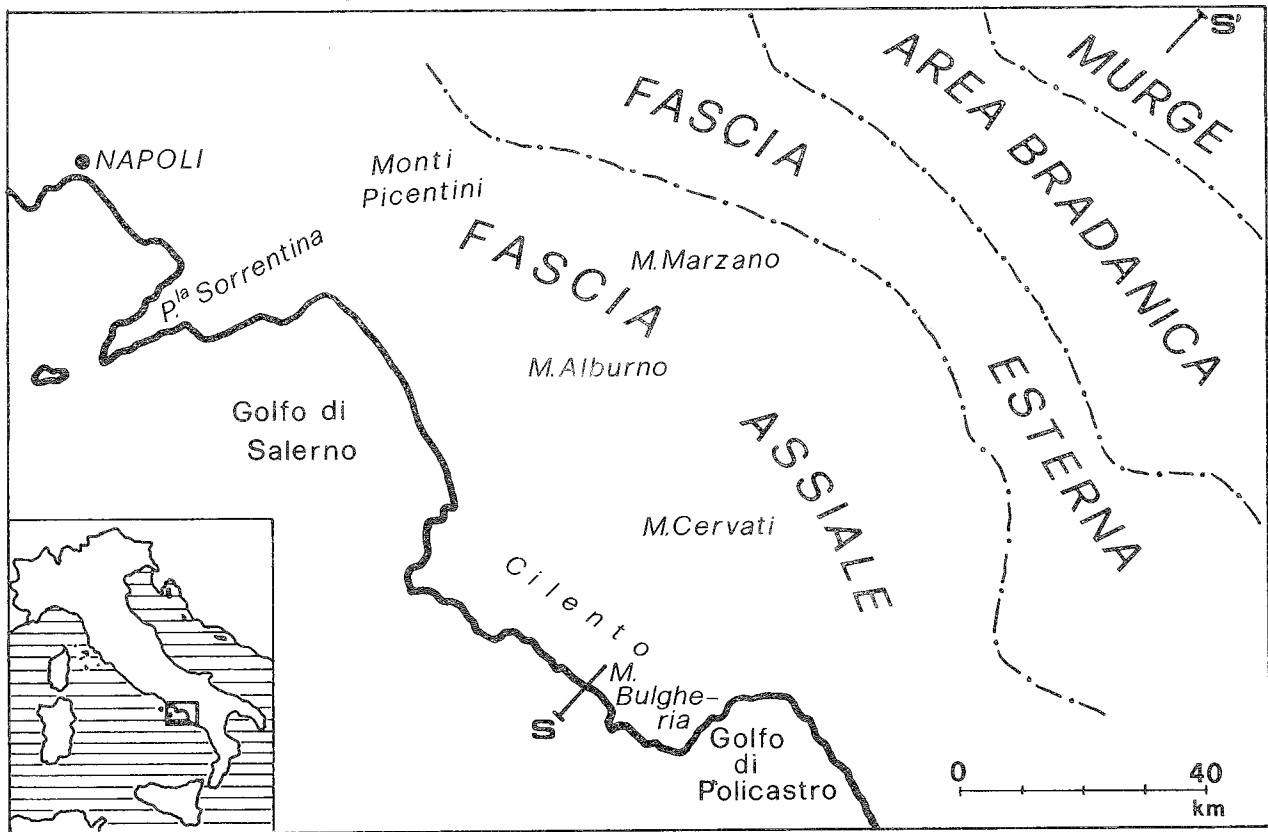 S'
MURGE
AREA BRADANICA
FASCIA
ESTERNA
NAPOLI
Monti
Picentini
P.la Sorrentina
FASCIA
ASSIALE
M.Marzano
M.Alburno
Golfo di
Salerno
M.Cervati
Cilento
M.
Bulghe-
ria
S
Golfo
di
Policastro
0 40
km